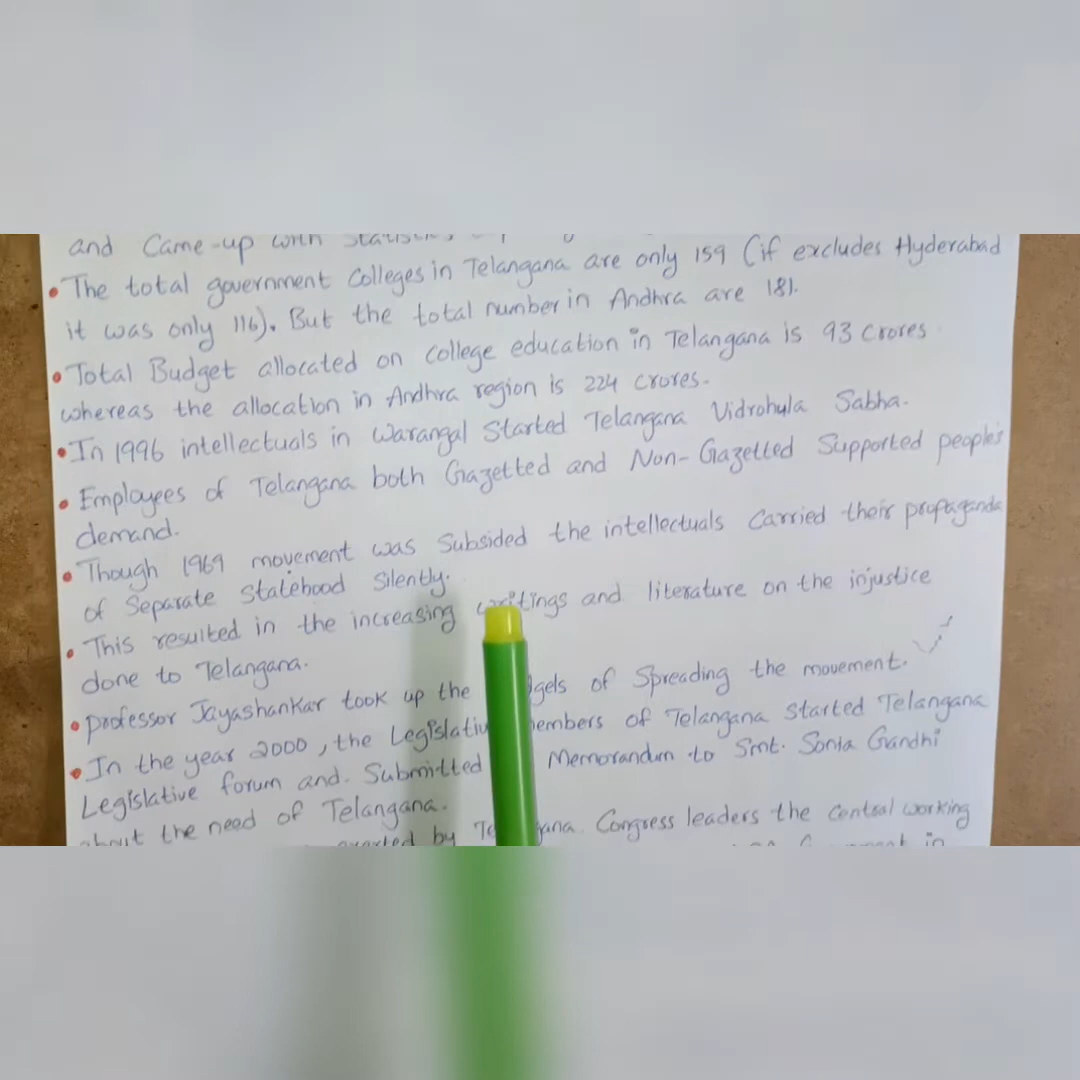 and Came-up with
• The total government Colleges in Telangana are only 159 (if excludes Hyderabad
it was only 116). But the total number in Andhra are 181.
• Total Budget allocated on college education in Telangana is 93 crores
whereas the allocation in Andhra region is 224 crores.
• In 1996 intellectuals in Warangal Started Telangana Vidrohula Sabha.
• Employees of Telangana both Gazetted and Non-Gazetted Supported people's
demand.
• Though 1969 movement was Subsided the intellectuals Carried their propaganda
of Separate Statehood Silently.
• This resulted in the increasing writings and literature on the injustice
done to Telangana.
• professor Jayashankar took up the of Spreading the movement.
• In the year 2000, the Legislative members of Telangana Started Telangana
Legislative forum and Submitted Memorandum to Smt. Sonia Gandhi
about the need of Telangana.
by Congress leaders the central working
in